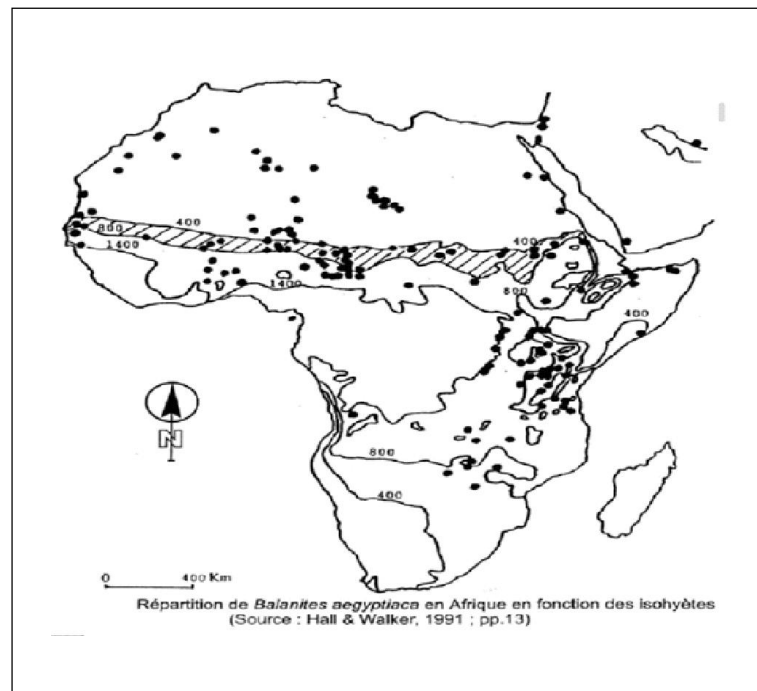 400
800
1400
400
1400
800
400
N
800
400
0 400 Km
Répartition de Balanites aegyptiaca en Afrique en fonction des isohyètes
(Source : Hall & Walker, 1991 ; pp.13)